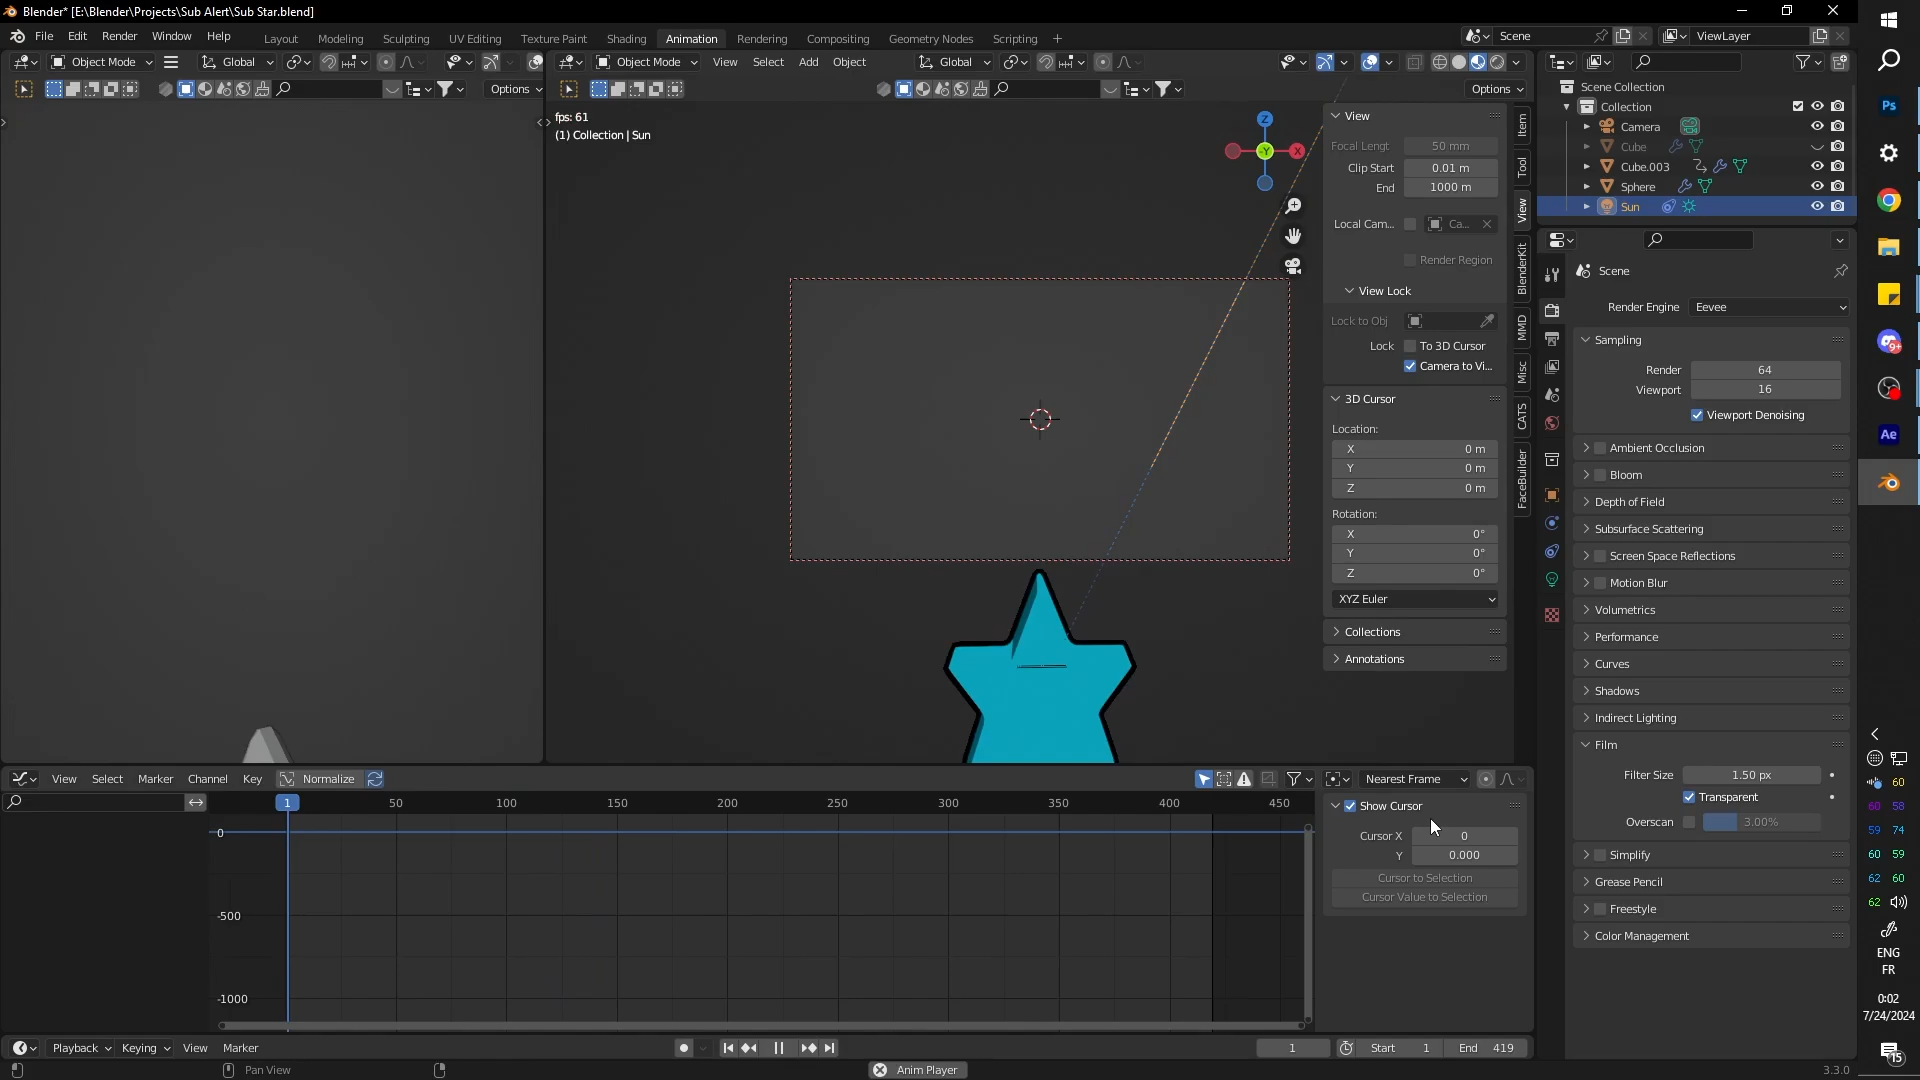 Blender* [E:\Blender\Projects\Sub Alert\Sub Star.blend]
File Edit Render Window Help Layout Modeling Sculpting UV Editing Texture Paint Shading Animation Rendering Compositing Geometry Nodes Scripting + Scene ViewLayer
Object Mode Global Object Mode View Select Add Object Global
Options Options
fps: 61
(1) Collection | Sun
Z
Y
X
View
Focal Lengt 50 mm
Clip Start 0.01 m
End 1000 m
Local Cam... Ca...
Render Region
View Lock
Lock to Obj
Lock To 3D Cursor
Camera to Vi...
3D Cursor
Location:
X 0 m
Y 0 m
Z 0 m
Rotation:
X 0°
Y 0°
Z 0°
XYZ Euler
Collections
Annotations
Item
Tool
View
BlenderKit
MMD
Misc
CATS
FaceBuilder
Scene Collection
Collection
Camera
Cube
Cube.003
Sphere
Sun
Scene
Render Engine Eevee
Sampling
Render 64
Viewport 16
Viewport Denoising
Ambient Occlusion
Bloom
Depth of Field
Subsurface Scattering
Screen Space Reflections
Motion Blur
Volumetrics
Performance
Curves
Shadows
Indirect Lighting
Film
Filter Size 1.50 px
Transparent
Overscan 3.00%
Simplify
Grease Pencil
Freestyle
Color Management
View Select Marker Channel Key Normalize Nearest Frame
1 50 100 150 200 250 300 350 400 450
0
-500
-1000
Show Cursor
Cursor X 0
Y 0.000
Cursor to Selection
Cursor Value to Selection
Playback Keying View Marker 1 Start 1 End 419
Pan View Anim Player 3.3.0
Ps
9+
Ae
60
60 58
59 74
60 59
62 60
62
ENG
FR
0:02
7/24/2024
15